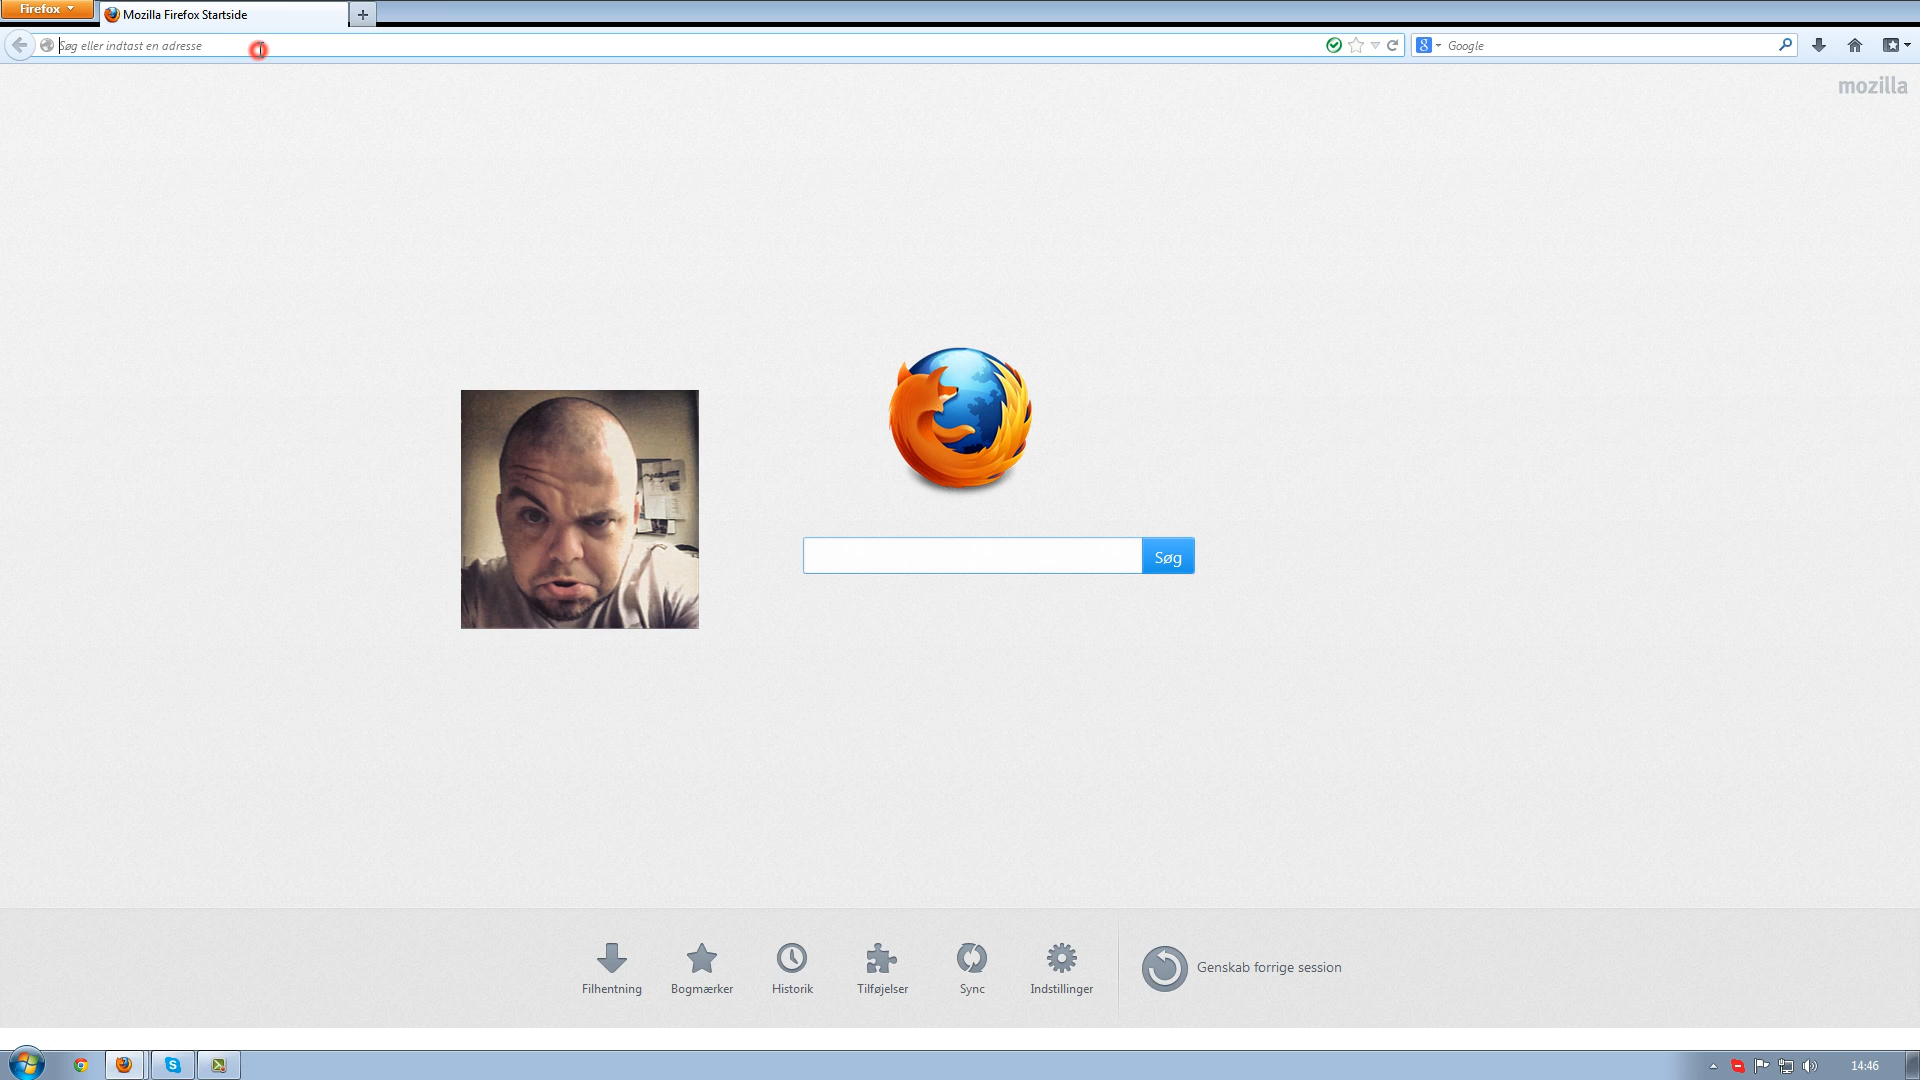 Firefox
Mozilla Firefox Startside
Søg eller indtast en adresse
8
Google
mozilla
Søg
Filhentning
Bogmærker
Historik
Tilføjelser
Sync
Indstillinger
Genskab forrige session
14:46